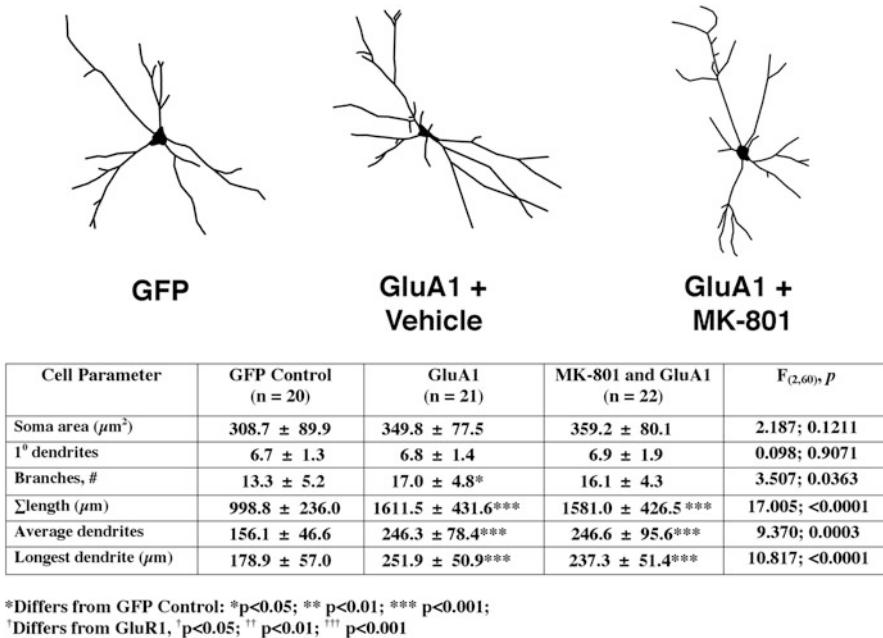 GFP
GluA1 +
Vehicle
GluA1 +
MK-801
Cell Parameter GFP Control (n = 20) GluA1 (n = 21) MK-801 and GluA1 (n = 22) F(2,60), p
Soma area (µm²) 308.7 ± 89.9 349.8 ± 77.5 359.2 ± 80.1 2.187; 0.1211
1⁰ dendrites 6.7 ± 1.3 6.8 ± 1.4 6.9 ± 1.9 0.098; 0.9071
Branches, # 13.3 ± 5.2 17.0 ± 4.8* 16.1 ± 4.3 3.507; 0.0363
∑length (µm) 998.8 ± 236.0 1611.5 ± 431.6*** 1581.0 ± 426.5 *** 17.005; <0.0001
Average dendrites 156.1 ± 46.6 246.3 ±78.4*** 246.6 ± 95.6*** 9.370; 0.0003
Longest dendrite (µm) 178.9 ± 57.0 251.9 ± 50.9*** 237.3 ± 51.4*** 10.817; <0.0001
*Differs from GFP Control: *p<0.05; ** p<0.01; *** p<0.001;
†Differs from GluR1, †p<0.05; †† p<0.01; ††† p<0.001